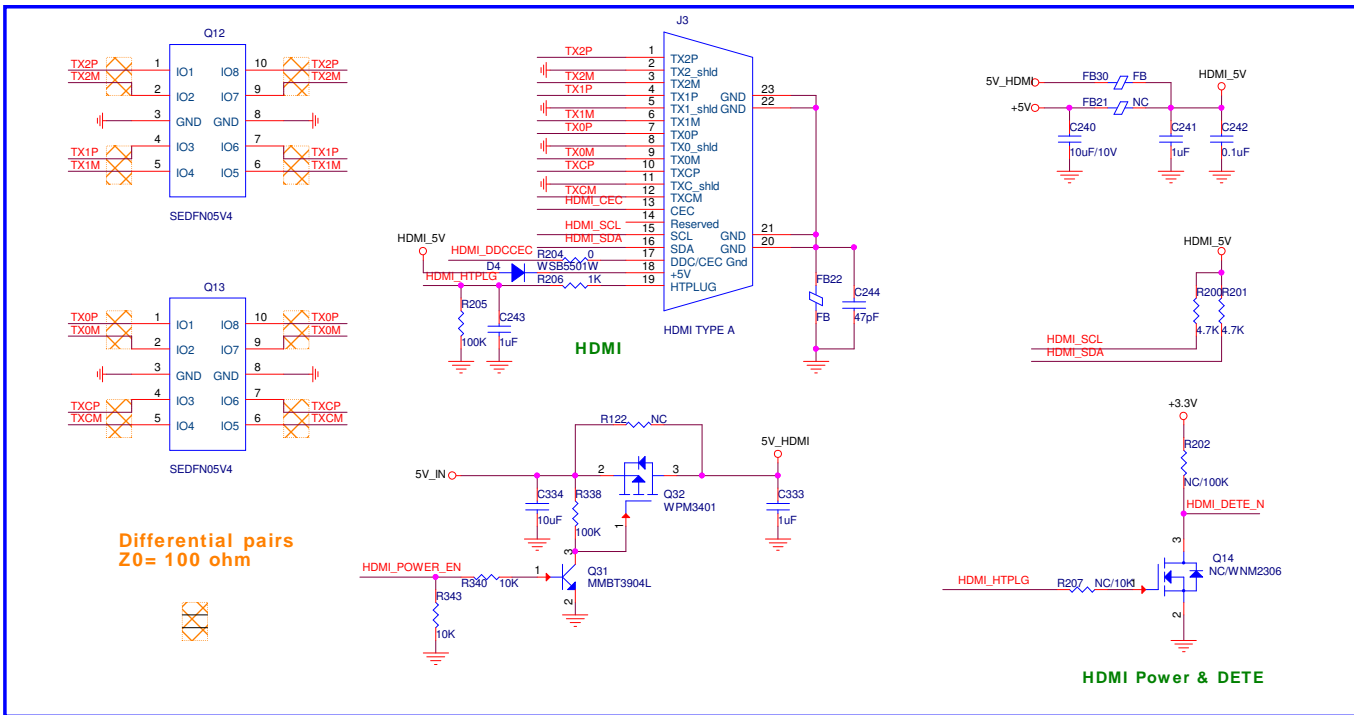 Q12
TX2P 1 IO1 IO8 10 TX2P
TX2M 2 IO2 IO7 9 TX2M
3 GND GND 8
TX1P 4 IO3 IO6 7 TX1P
TX1M 5 IO4 IO5 6 TX1M
SEDFN05V4
Q13
TX0P 1 IO1 IO8 10 TX0P
TX0M 2 IO2 IO7 9 TX0M
3 GND GND 8
TXCP 4 IO3 IO6 7 TXCP
TXCM 5 IO4 IO5 6 TXCM
SEDFN05V4
Differential pairs
Z0= 100 ohm
J3
TX2P 1 TX2P
2 TX2_shld
TX2M 3 TX2M
TX1P 4 TX1P GND 23
5 TX1_shld GND 22
TX1M 6 TX1M
TX0P 7 TX0P
8 TX0_shld
TX0M 9 TX0M
TXCP 10 TXCP
11 TXC_shld
TXCM 12 TXCM
HDMI_CEC 13 CEC
14 Reserved
HDMI_SCL 15 SCL GND 21
HDMI_SDA 16 SDA GND 20
HDMI_DDCCEC R204 0 17 DDC/CEC Gnd
HDMI_5V D4 WSB5501W 18 +5V
HDMI_HTPLG R206 1K 19 HTPLUG
R205
100K
C243
1uF
HDMI TYPE A
FB22
FB
C244
47pF
HDMI
5V_HDMI FB30 FB HDMI_5V
+5V FB21 NC
C240
10uF/10V
C241
1uF
C242
0.1uF
HDMI_5V
R200 R201
4.7K 4.7K
HDMI_SCL
HDMI_SDA
R122 NC
5V_IN 2 3 5V_HDMI
C334
10uF
R338
100K
1
Q32
WPM3401
C333
1uF
HDMI_POWER_EN R340 10K 1 3 2
Q31
MMBT3904L
R343
10K
+3.3V
R202
NC/100K
HDMI_DETE_N
3
Q14
NC/WNM2306
HDMI_HTPLG R207 NC/10K 1
2
HDMI Power & DETE